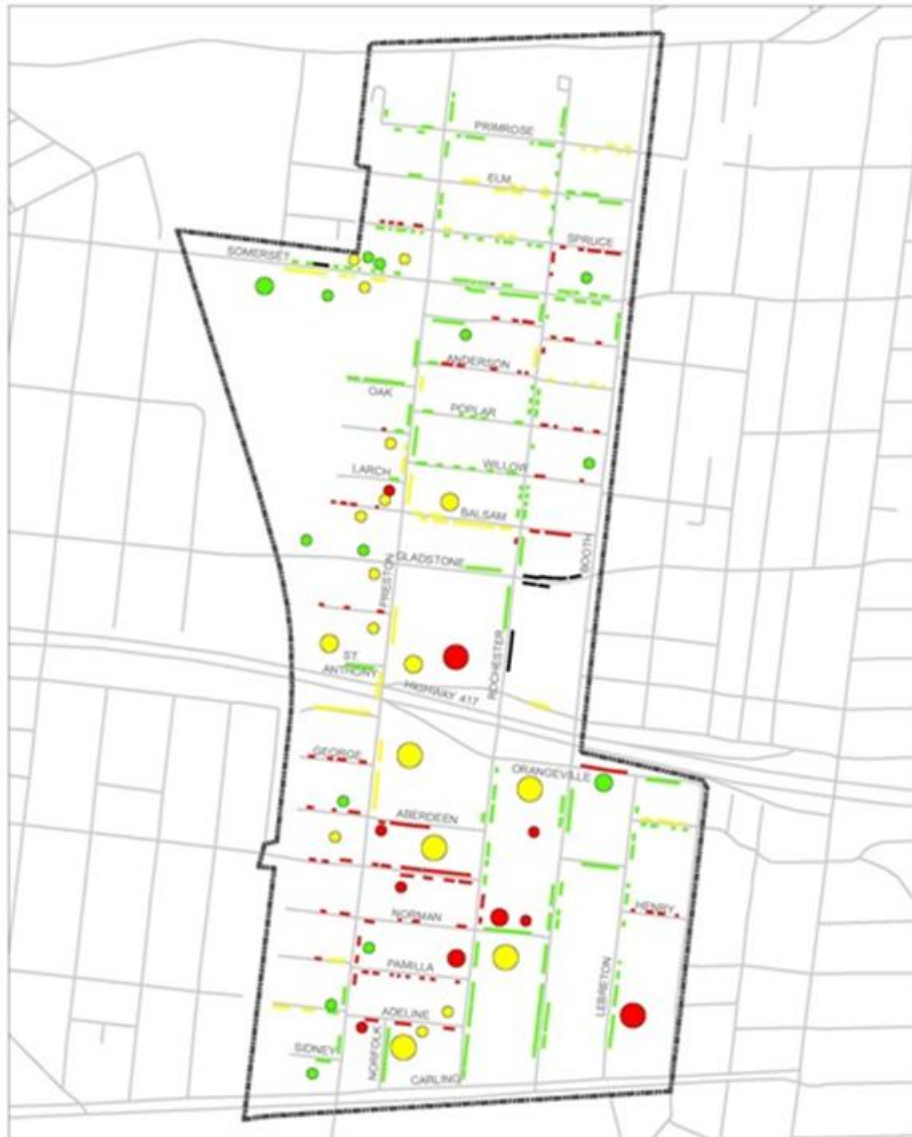 PRIMROSE
ELM
SPRUCE
SOMERSET
ANDERSON
OAK
POPLAR
LARCH
WILLOW
BALSAM
BOOTH
GLADSTONE
PRESTON
ROCHESTER
ST
ANTHONY
HIGHWAY 417
GEORGE
ORANGEVILLE
ABERDEEN
HENRY
NORMAN
PAMILLA
LEBRETON
ADELINE
SIDNEY
NORFOLK
CARLING